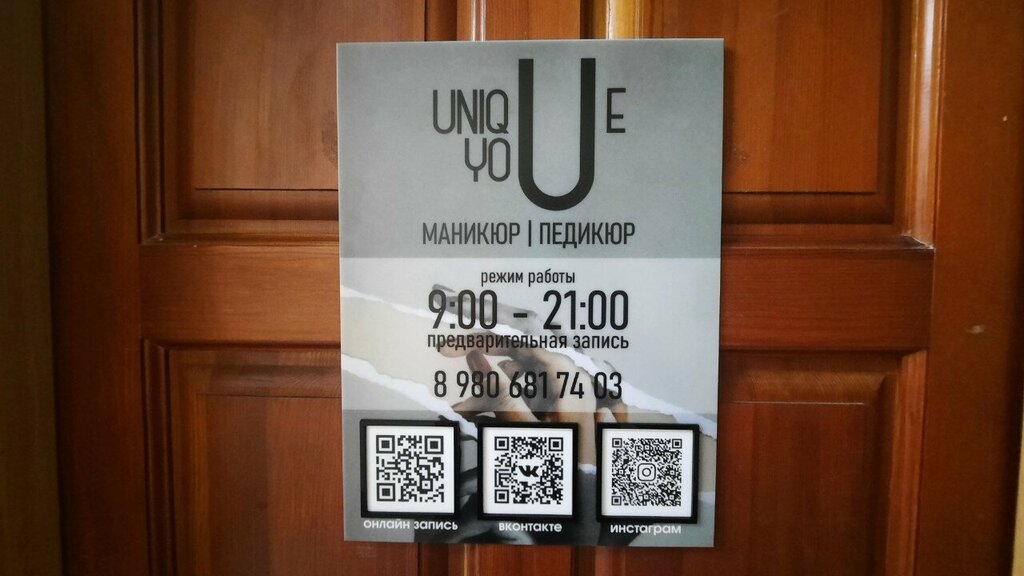 UNIQUE
YOU
МАНИКЮР | ПЕДИКЮР
режим работы
9:00 - 21:00
предварительная запись
8 980 681 74 03
онлайн запись
вконтакте
инстаграм